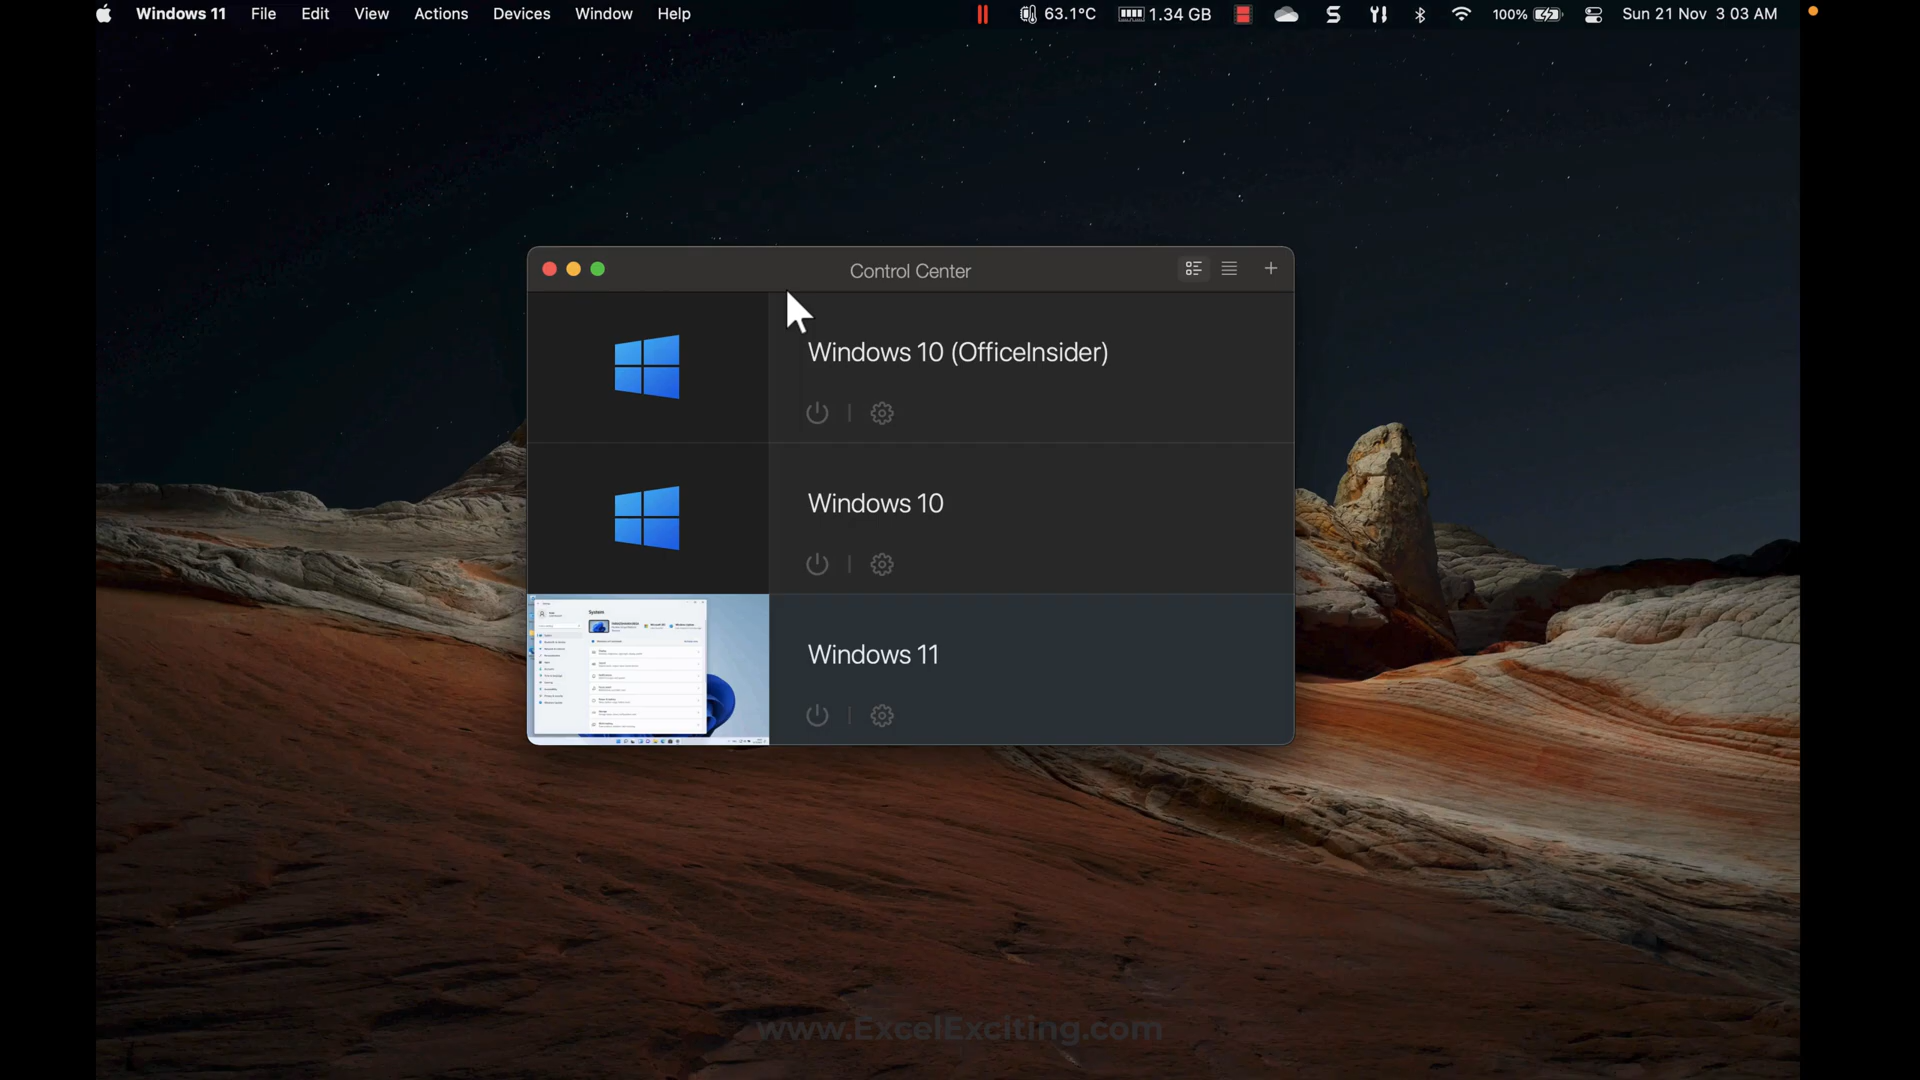 Windows 11 File Edit View Actions Devices Window Help 63.1°C 1.34 GB 100% Sun 21 Nov 3 03 AM
Control Center
Windows 10 (OfficeInsider)
Windows 10
System
Windows 11
www.ExcelExciting.com